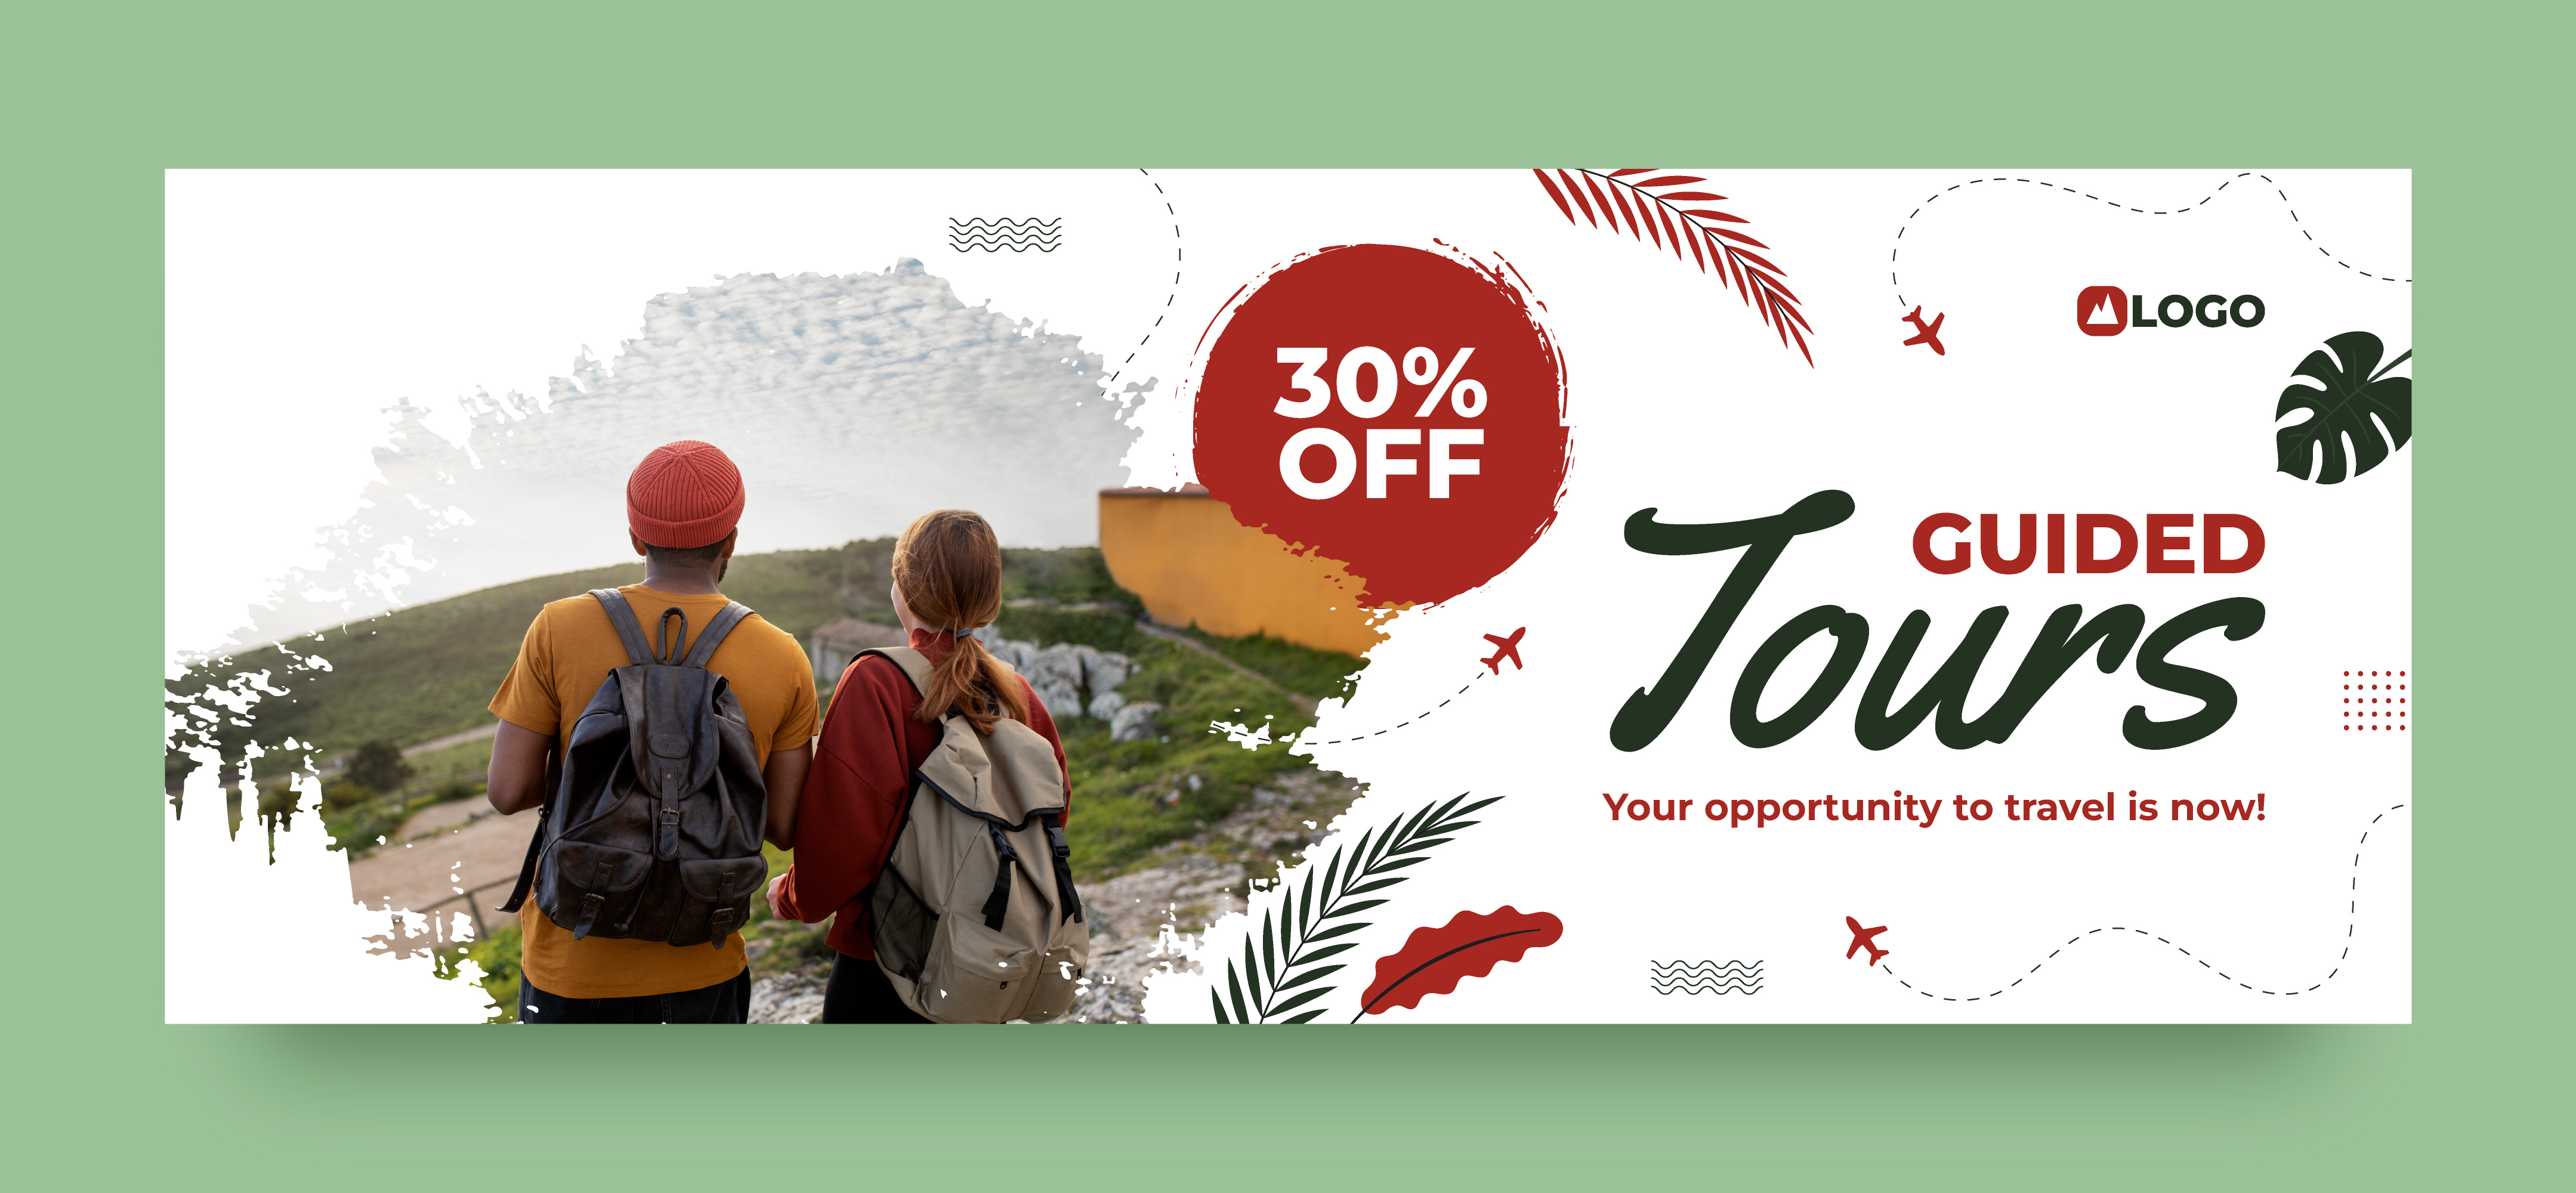 30%
OFF
LOGO
GUIDED
Tours
Your opportunity to travel is now!